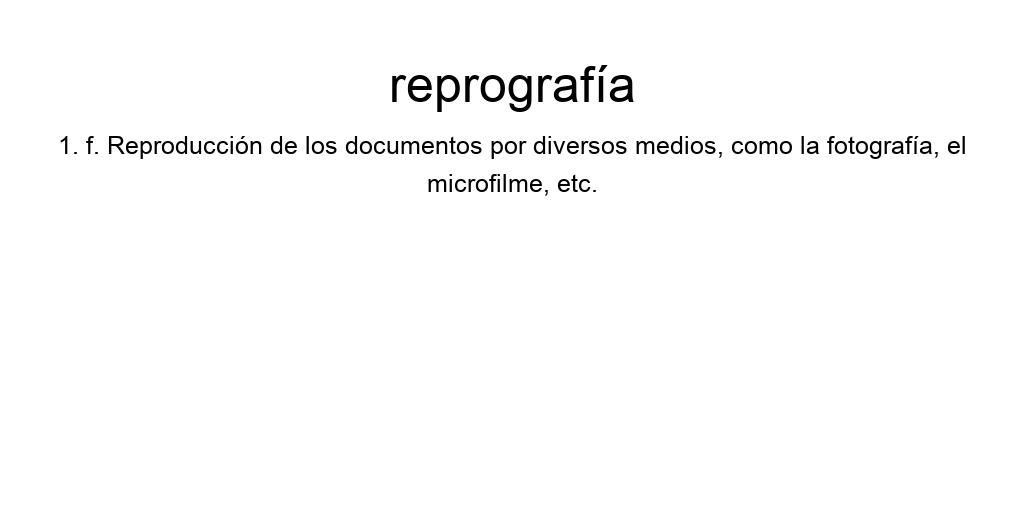 reprografía
1. f. Reproducción de los documentos por diversos medios, como la fotografía, el
microfilme, etc.